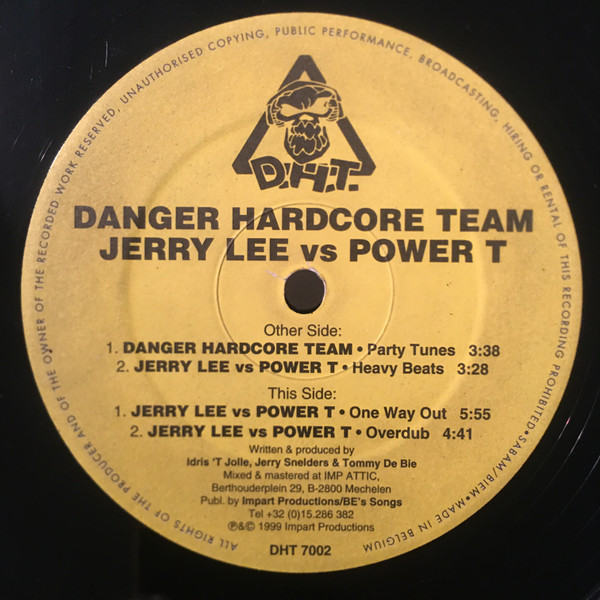 D.H.T.
DANGER HARDCORE TEAM
JERRY LEE vs POWER T
Other Side:
1. DANGER HARDCORE TEAM • Party Tunes 3:38
2. JERRY LEE vs POWER T • Heavy Beats 3:28
This Side:
1. JERRY LEE vs POWER T • One Way Out 5:55
2. JERRY LEE vs POWER T • Overdub 4:41
Written & produced by
Idris 'T Jolle, Jerry Snelders & Tommy De Bie
Mixed & mastered at IMP ATTIC,
Berthouderplein 29, B-2800 Mechelen
Publ. by Impart Productions/BE's Songs
Tel +32 (0)15.286 382
℗&© 1999 Impart Productions
DHT 7002
ALL RIGHTS OF THE PRODUCER AND OF THE OWNER OF THE RECORDED WORK RESERVED, UNAUTHORISED COPYING, PUBLIC PERFORMANCE, BROADCASTING, HIRING OR RENTAL OF THIS RECORDING PROHIBITED•SABAM/BIEM•MADE IN BELGIUM